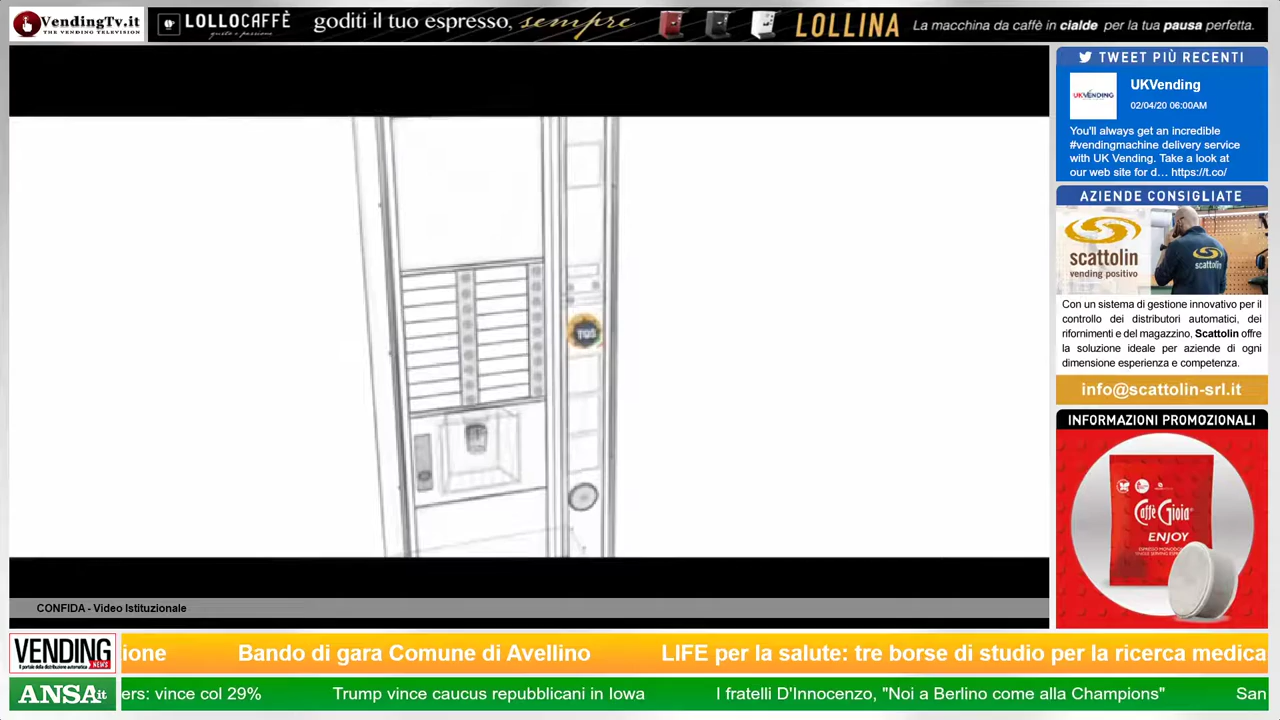 VendingTv.it
THE VENDING TELEVISION
LOLLOCAFFÈ
gusto e passione
goditi il tuo espresso, sempre
LOLLINA
La macchina da caffè in cialde per la tua pausa perfetta.
TWEET PIÙ RECENTI
UKVENDING
UKVending
02/04/20 06:00AM
You'll always get an incredible
#vendingmachine delivery service
with UK Vending. Take a look at
our web site for d… https://t.co/
AZIENDE CONSIGLIATE
scattolin
vending positivo
scattolin
Con un sistema di gestione innovativo per il
controllo dei distributori automatici, dei
rifornimenti e del magazzino, Scattolin offre
la soluzione ideale per aziende di ogni
dimensione esperienza e competenza.
info@scattolin-srl.it
INFORMAZIONI PROMOZIONALI
Caffè Gioia
ENJOY
CONFIDA - Video Istituzionale
VENDING
NEWS
Il portale della distribuzione automatica
ione Bando di gara Comune di Avellino LIFE per la salute: tre borse di studio per la ricerca medica
ANSA.it
ers: vince col 29% Trump vince caucus repubblicani in Iowa I fratelli D'Innocenzo, "Noi a Berlino come alla Champions" San